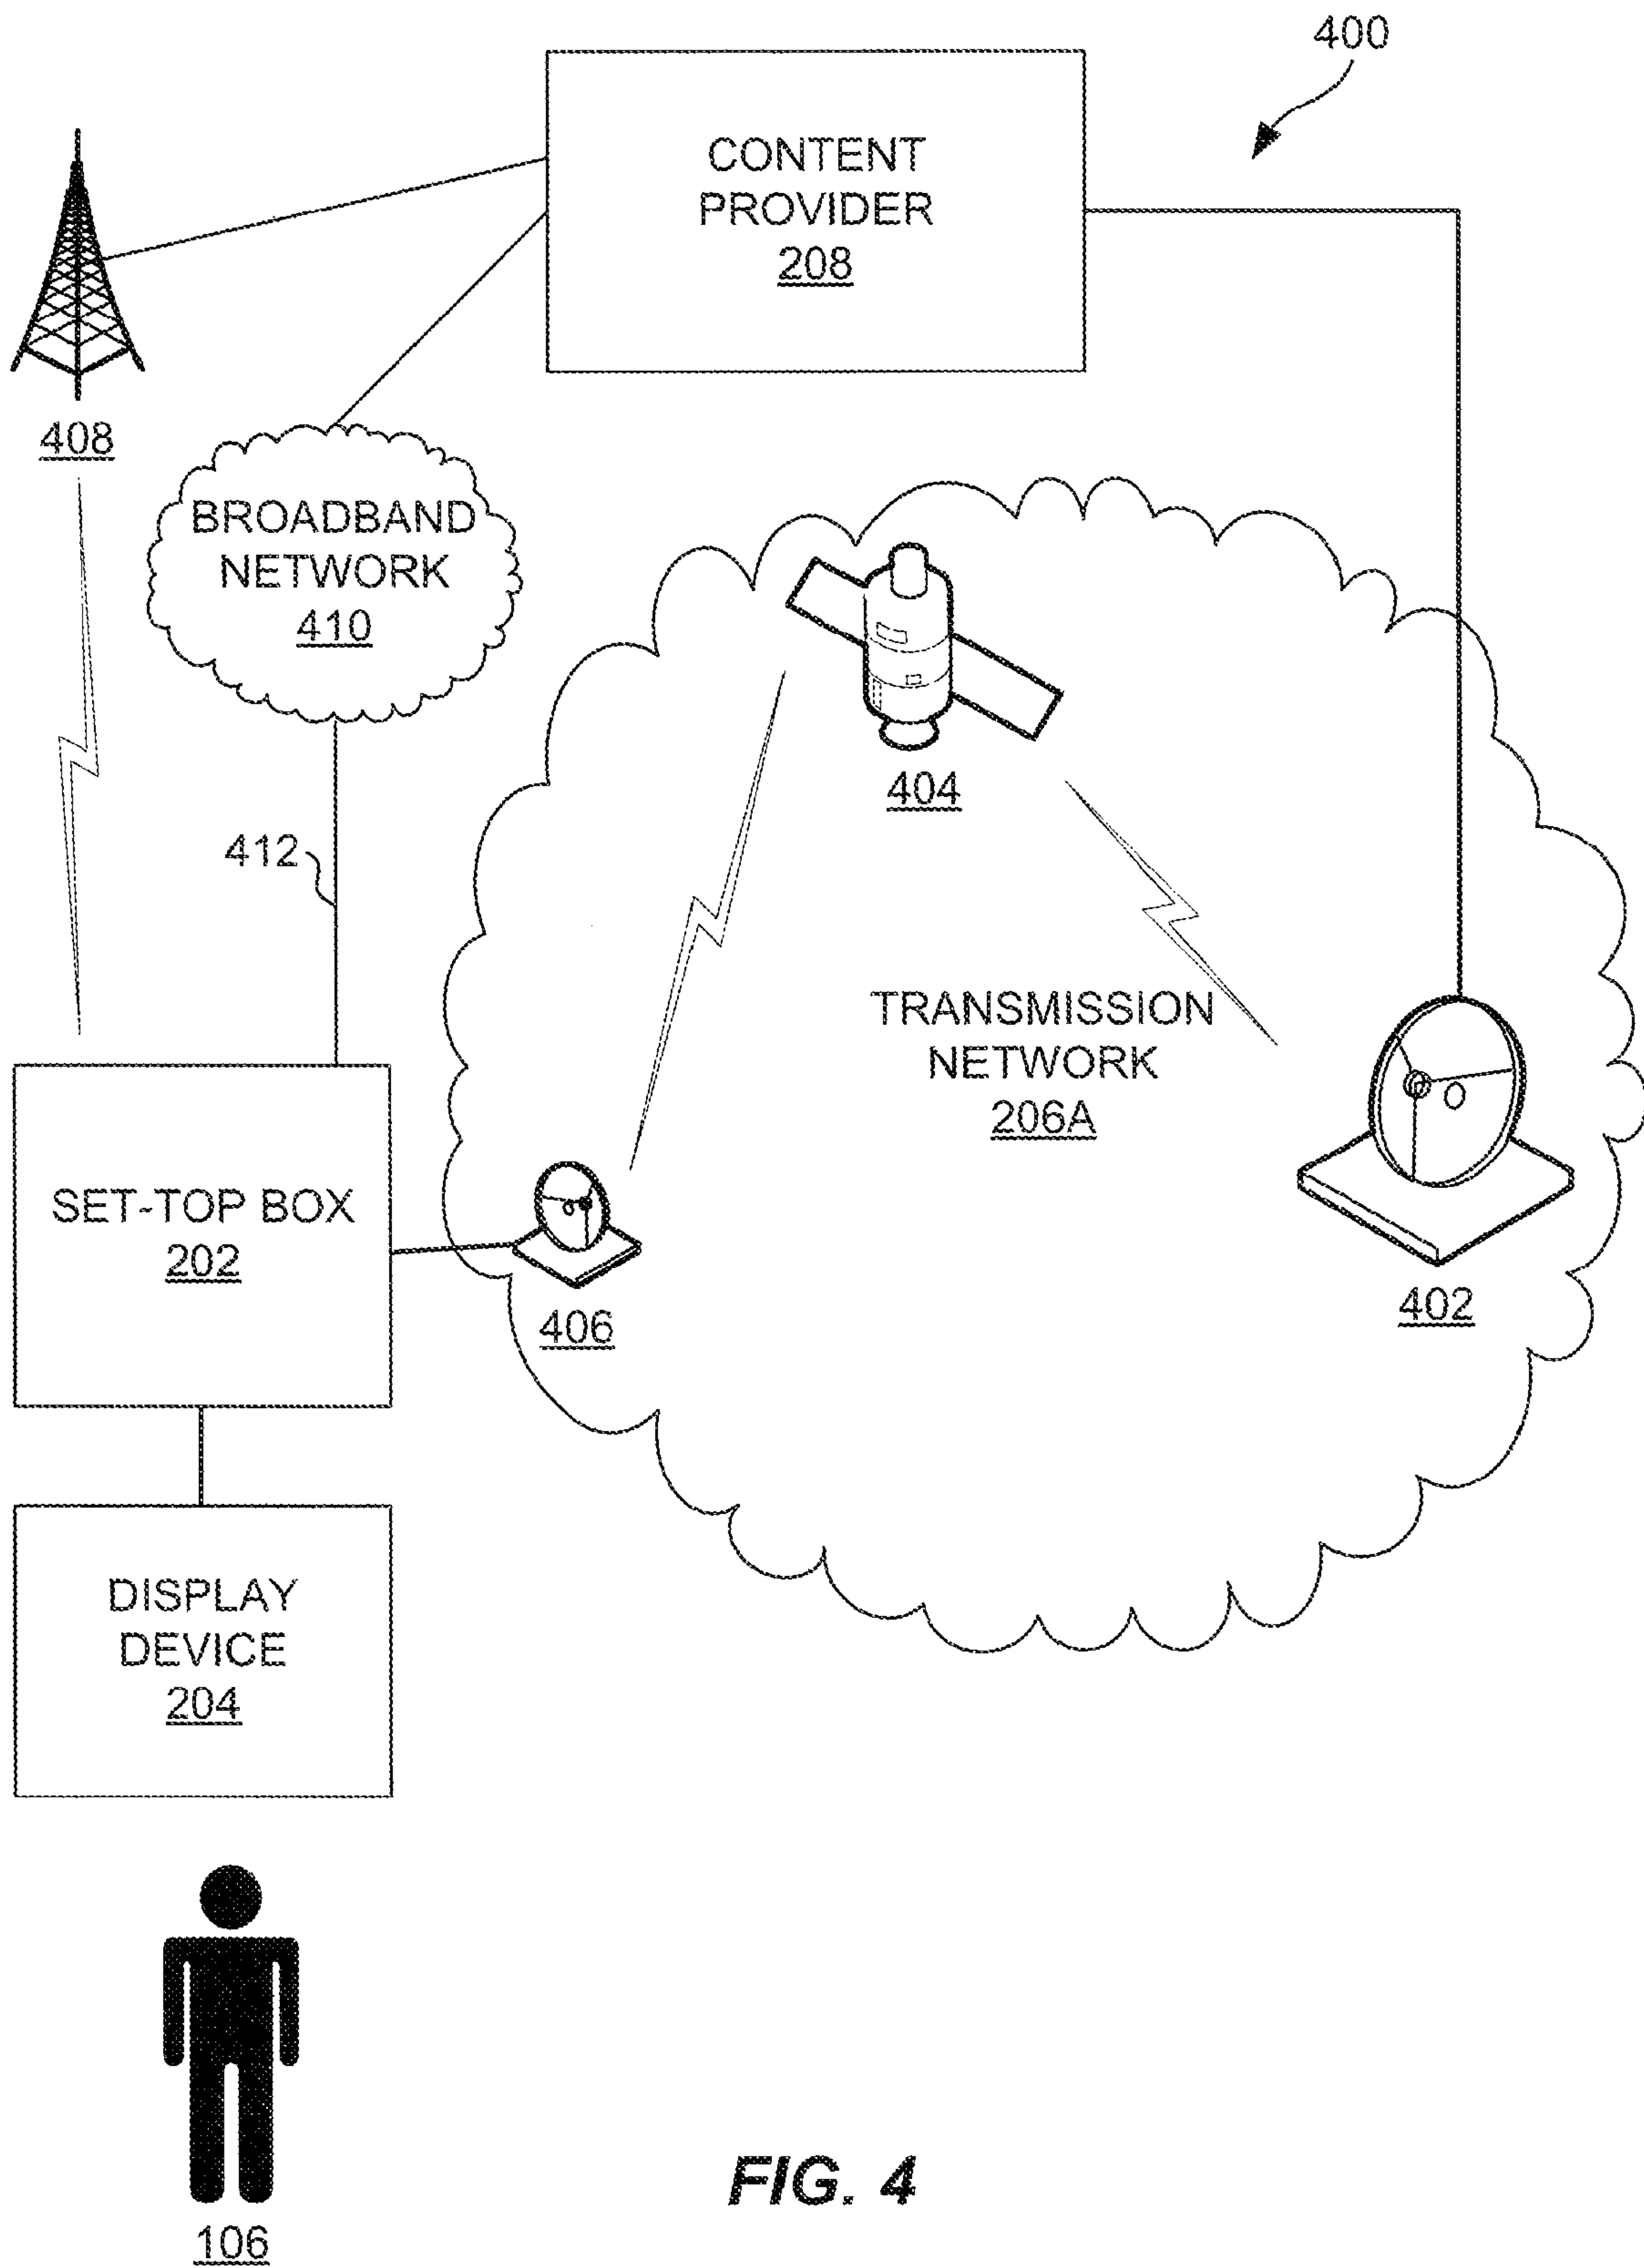 400
CONTENT
PROVIDER
208
408
BROADBAND
NETWORK
410
404
412
TRANSMISSION
NETWORK
206A
SET-TOP BOX
202
406
402
DISPLAY
DEVICE
204
106
FIG. 4